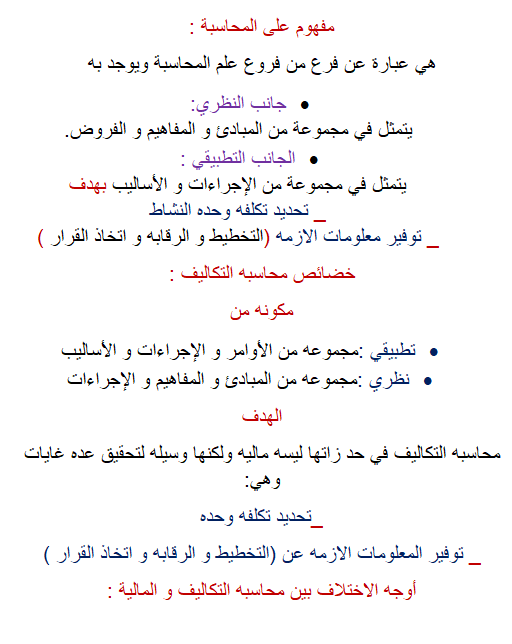 مفهوم على المحاسبة :
هي عبارة عن فرع من فروع علم المحاسبة ويوجد به
• جانب النظري:
يتمثل في مجموعة من المبادئ و المفاهيم و الفروض.
• الجانب التطبيقي :
يتمثل في مجموعة من الإجراءات و الأساليب بهدف
_ تحديد تكلفه وحده النشاط
_ توفير معلومات الازمه (التخطيط و الرقابه و اتخاذ القرار )
خضائص محاسبه التكاليف :
مكونه من
• تطبيقي :مجموعه من الأوامر و الإجراءات و الأساليب
• نظري :مجموعه من المبادئ و المفاهيم و الإجراءات
الهدف
محاسبه التكاليف في حد زاتها ليسه ماليه ولكنها وسيله لتحقيق عده غايات
وهي:
_تحديد تكلفه وحده
_ توفير المعلومات الازمه عن (التخطيط و الرقابه و اتخاذ القرار )
أوجه الاختلاف بين محاسبه التكاليف و المالية :